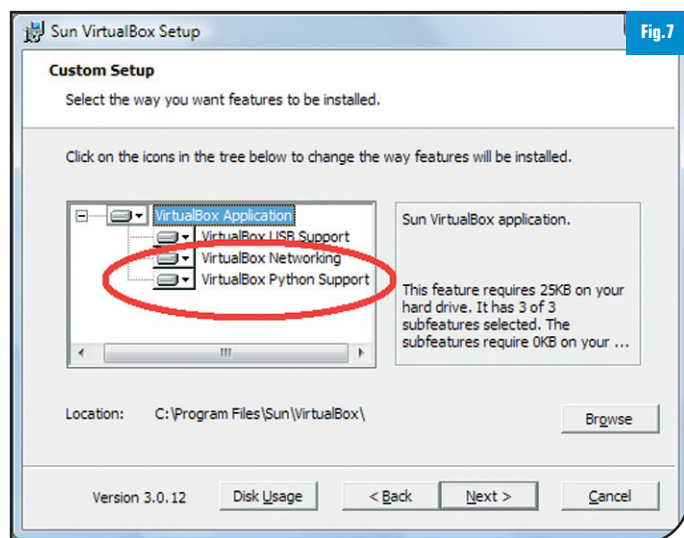 Sun VirtualBox Setup
Fig.7
Custom Setup
Select the way you want features to be installed.
Click on the icons in the tree below to change the way features will be installed.
VirtualBox Application
VirtualBox USB Support
VirtualBox Networking
VirtualBox Python Support
Sun VirtualBox application.
This feature requires 25KB on your
hard drive. It has 3 of 3
subfeatures selected. The
subfeatures require 0KB on your ...
Location: C:\Program Files\Sun\VirtualBox\
Browse
Version 3.0.12
Disk Usage
< Back
Next >
Cancel